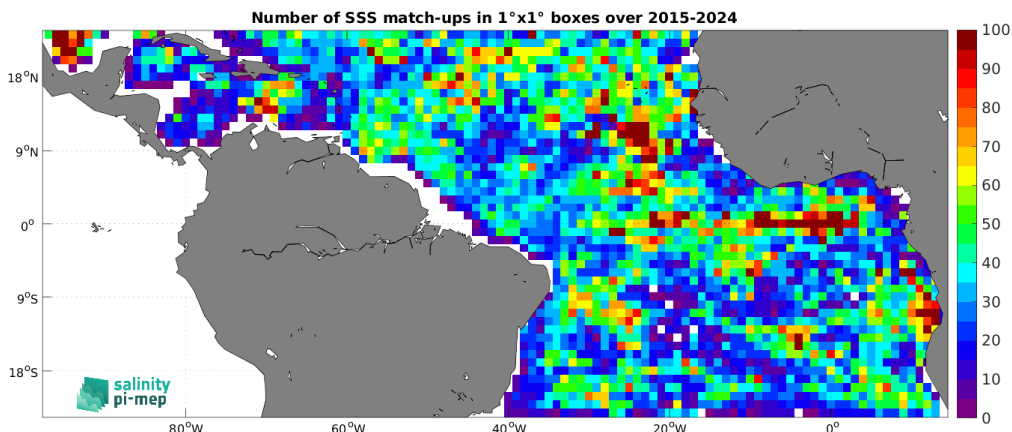 Number of SSS match-ups in 1°x1° boxes over 2015-2024
100
90
80
70
60
50
40
30
20
10
0
18°N
9°N
0°
9°S
18°S
80°W
60°W
40°W
20°W
0°
salinity
pi-mep